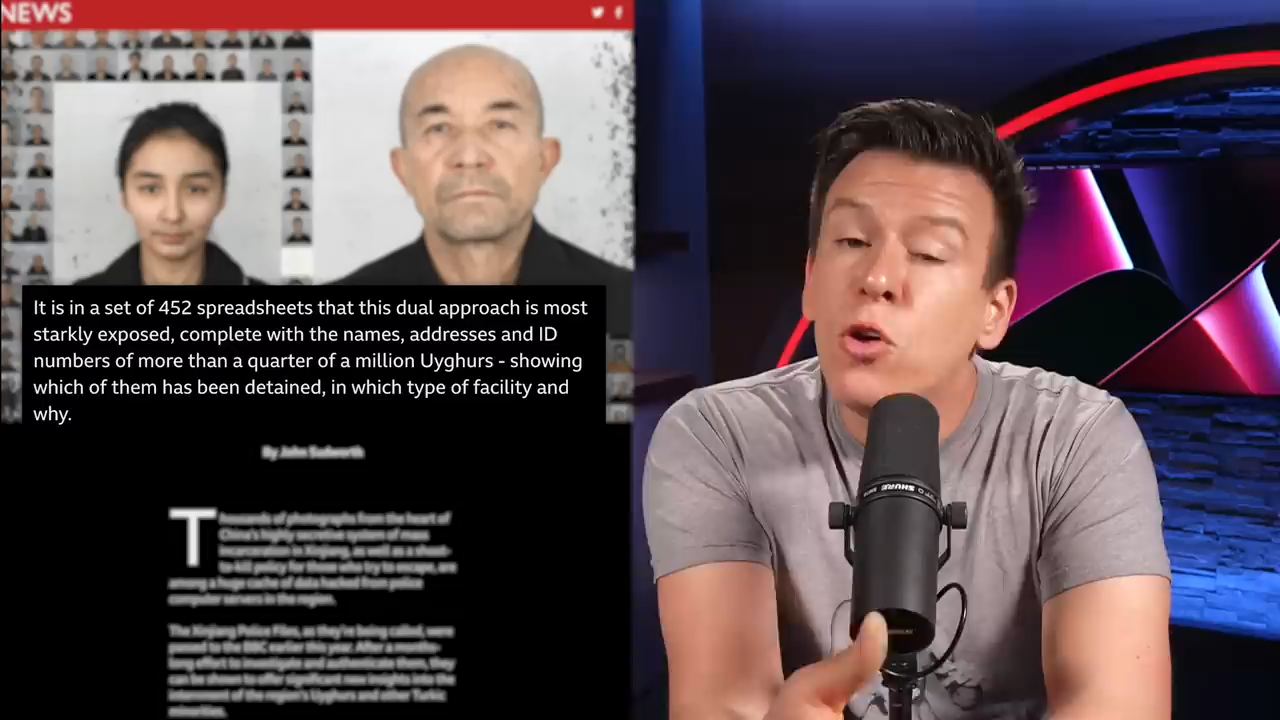 NEWS
It is in a set of 452 spreadsheets that this dual approach is most
starkly exposed, complete with the names, addresses and ID
numbers of more than a quarter of a million Uyghurs - showing
which of them has been detained, in which type of facility and
why.
By John Sudworth
Thousands of photographs from the heart of
China's highly secretive system of mass
incarceration in Xinjiang, as well as a shoot-
to-kill policy for those who try to escape, are
among a huge cache of data hacked from police
computer servers in the region.
The Xinjiang Police Files, as they're being called, were
passed to the BBC earlier this year. After a months-
long effort to investigate and authenticate them, they
can be shown to offer significant new insights into the
internment of the region's Uyghurs and other Turkic
minorities.
SHURE